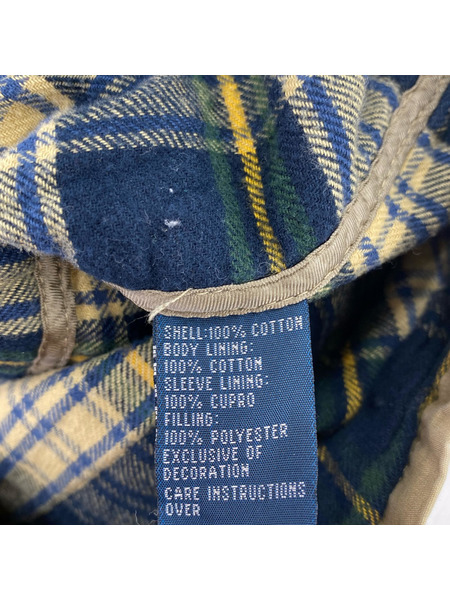 SHELL:100% COTTON
BODY LINING:
100% COTTON
SLEEVE LINING:
100% CUPRO
FILLING:
100% POLYESTER
EXCLUSIVE OF
DECORATION
CARE INSTRUCTIONS
OVER